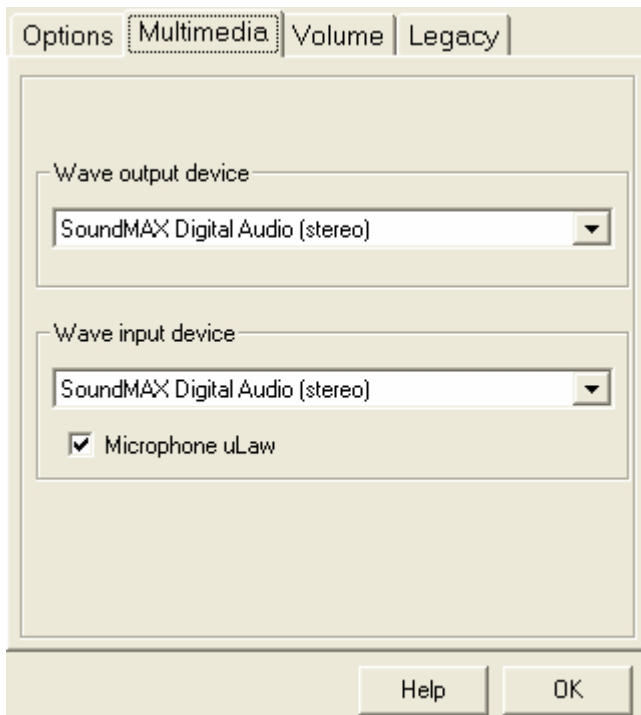 Options Multimedia Volume Legacy
Wave output device
SoundMAX Digital Audio (stereo)
Wave input device
SoundMAX Digital Audio (stereo)
Microphone uLaw
Help OK